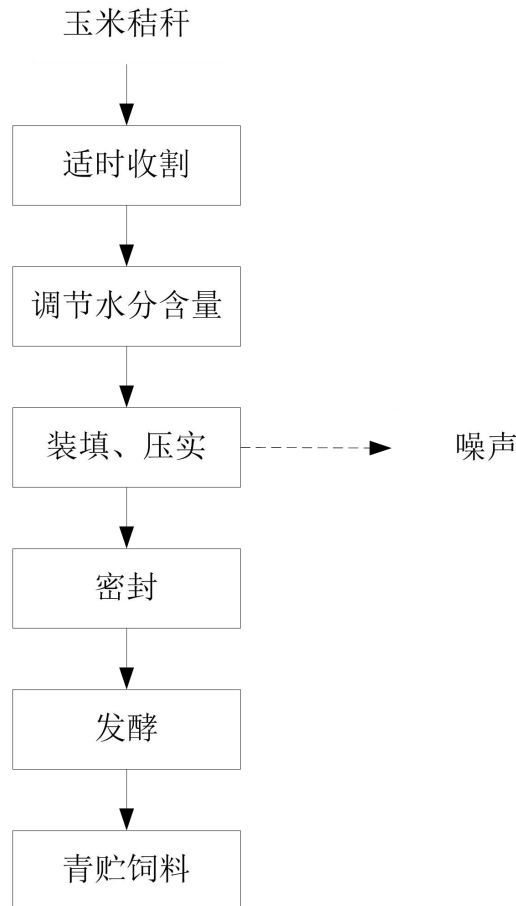 玉米秸秆
适时收割
调节水分含量
装填、压实
噪声
密封
发酵
青贮饲料